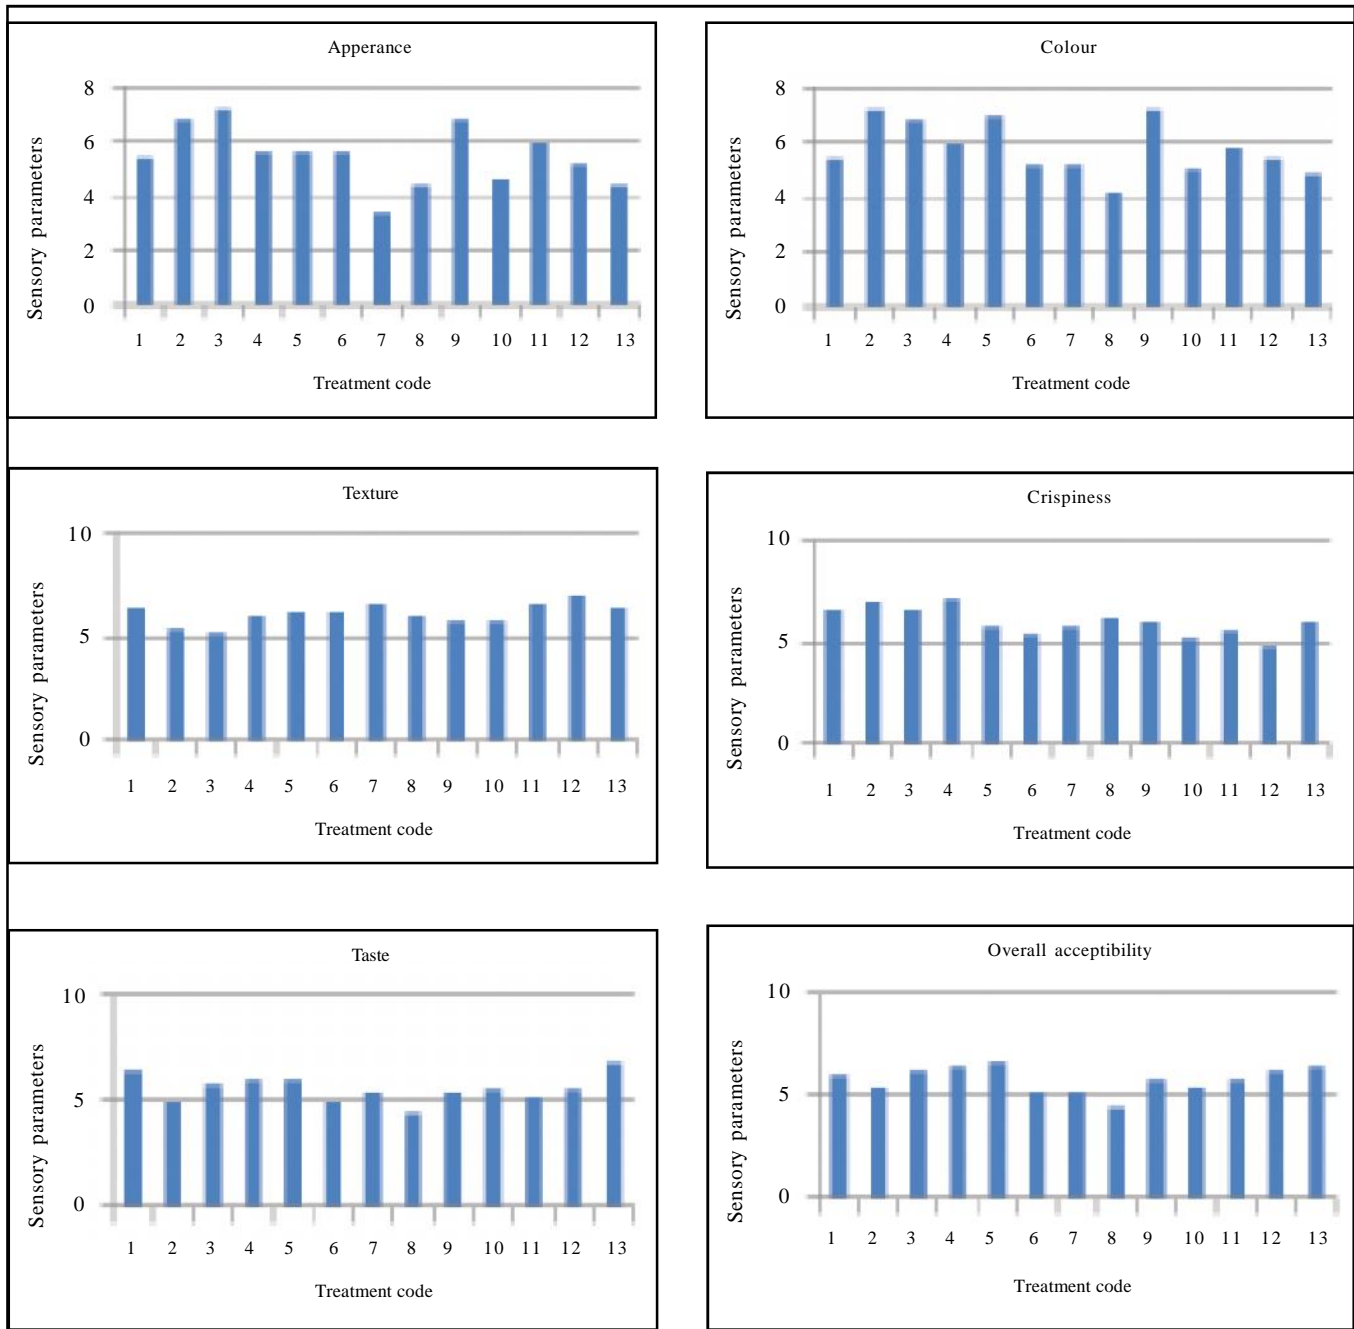 Apperance
8
6
4
2
0
Sensory parameters
1 2 3 4 5 6 7 8 9 10 11 12 13
Treatment code
Colour
8
6
4
2
0
Sensory parameters
1 2 3 4 5 6 7 8 9 10 11 12 13
Treatment code
Texture
10
5
0
Sensory parameters
1 2 3 4 5 6 7 8 9 10 11 12 13
Treatment code
Crispiness
10
5
0
Sensory parameters
1 2 3 4 5 6 7 8 9 10 11 12 13
Treatment code
Taste
10
5
0
Sensory parameters
1 2 3 4 5 6 7 8 9 10 11 12 13
Treatment code
Overall acceptibility
10
5
0
Sensory parameters
1 2 3 4 5 6 7 8 9 10 11 12 13
Treatment code